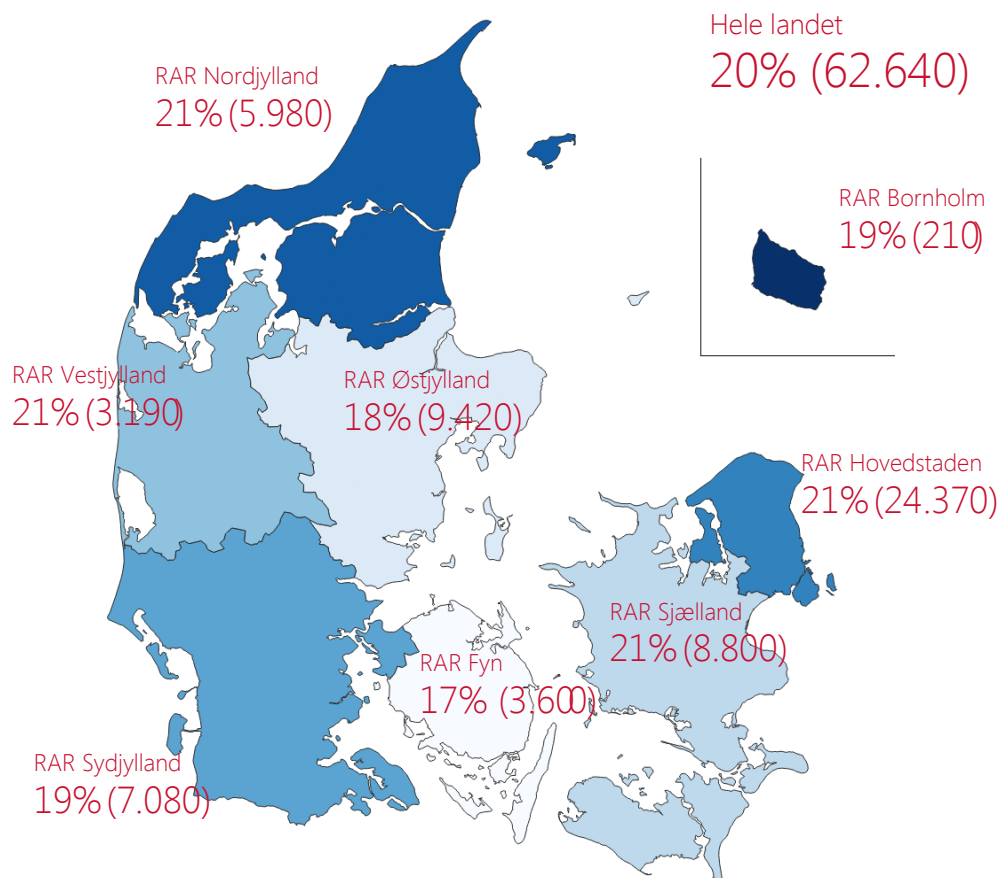 Hele landet
20% (62.640)
RAR Nordjylland
21% (5.980)
RAR Bornholm
19% (210)
RAR Vestjylland
21% (3.190)
RAR Østjylland
18% (9.420)
RAR Hovedstaden
21% (24.370)
RAR Sjælland
21% (8.800)
RAR Fyn
17% (3.600)
RAR Sydjylland
19% (7.080)